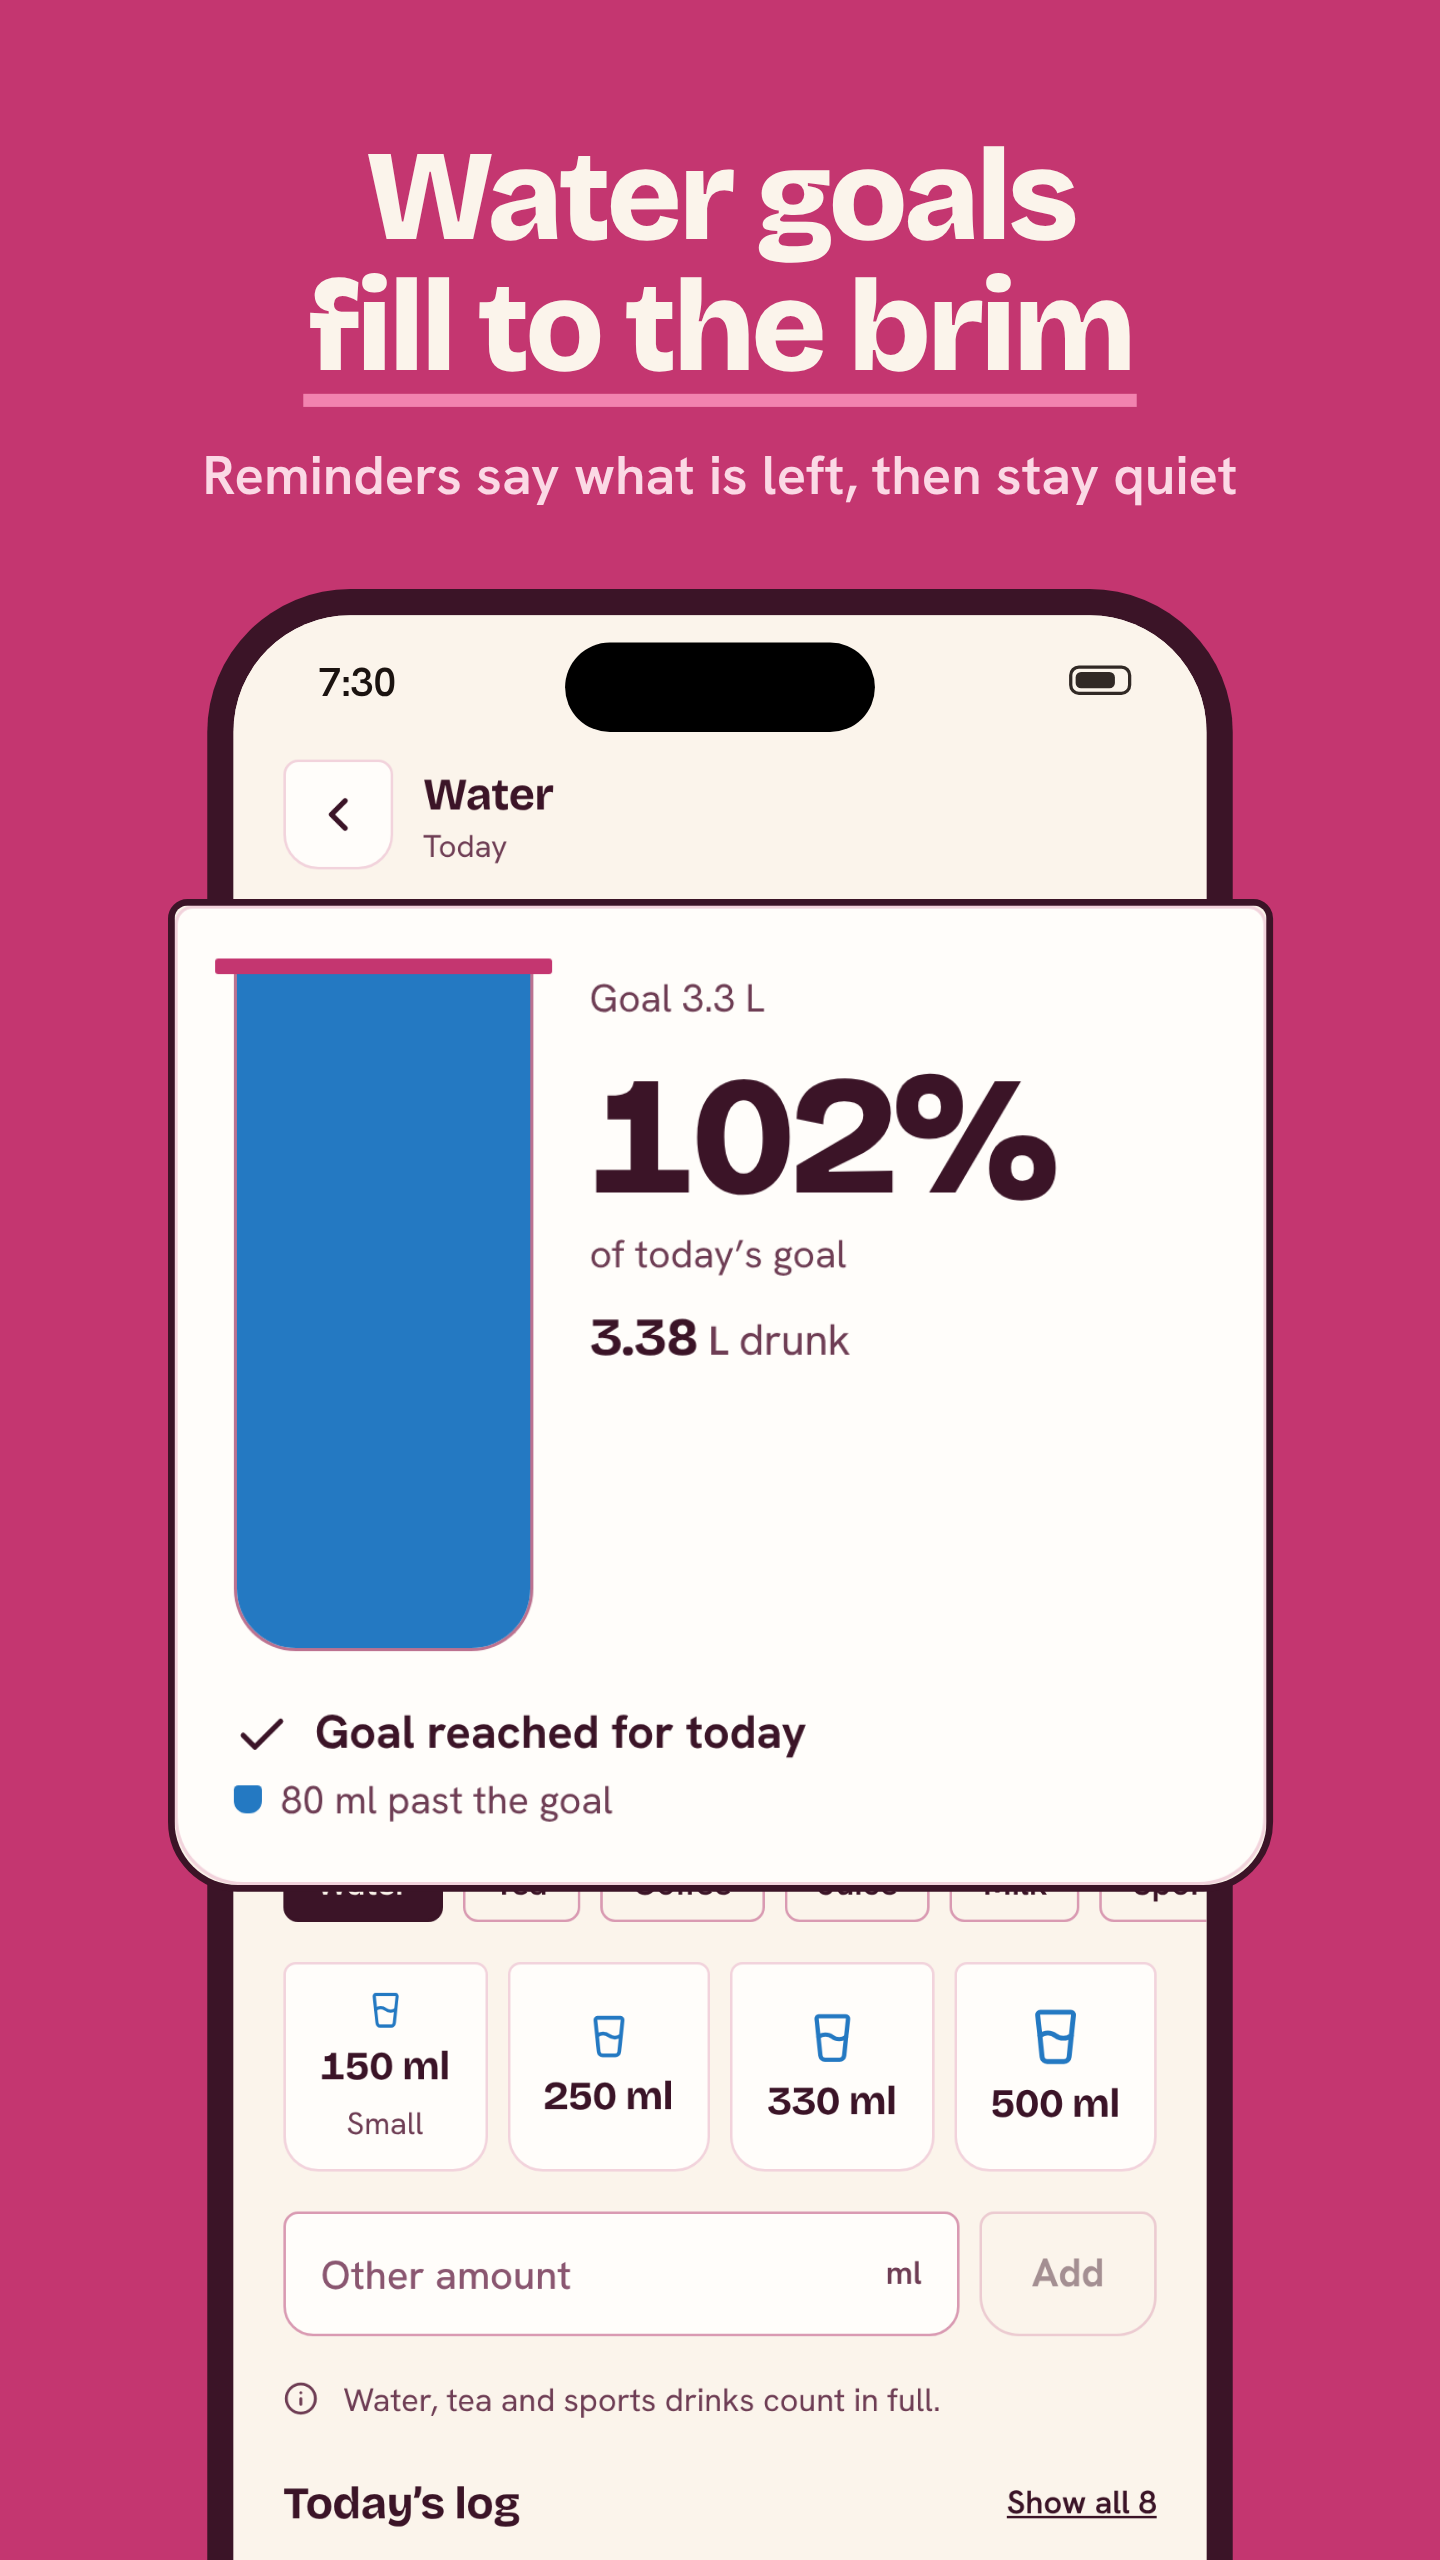 Water goals
fill to the brim
Reminders say what is left, then stay quiet
7:30
Water
Today
Goal 3.3 L
102%
of today’s goal
3.38 L drunk
Goal reached for today
80 ml past the goal
150 ml
Small
250 ml
330 ml
500 ml
Other amount
ml
Add
Water, tea and sports drinks count in full.
Today’s log
Show all 8